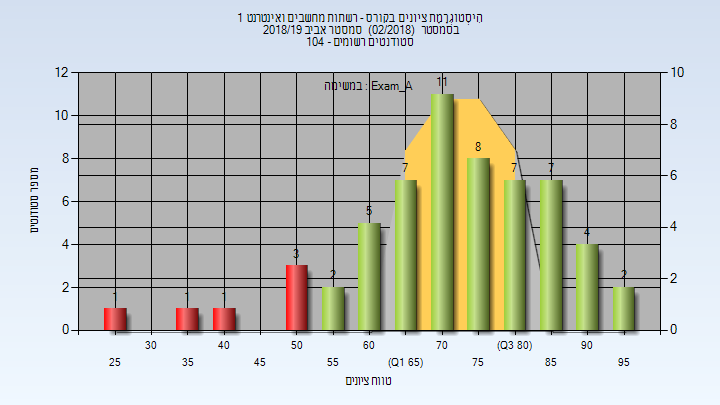 הִיסְטוֹגְרָמַת ציונים בקורס - רשתות מחשבים ואינטרנט 1
בסמסטר (02/2018) סמסטר אביב 2018/19
סטודנטים רשומים - 104
במשימה : Exam_A
12 10
10 8
8 6
6 4
4 2
2 0
0
מספר סטודנטים
1 1 1 3 2 5 7 11 8 7 7 4 2
30 40 50 60 70 (Q3 80) 90
25 35 45 55 (Q1 65) 75 85 95
טווח ציונים